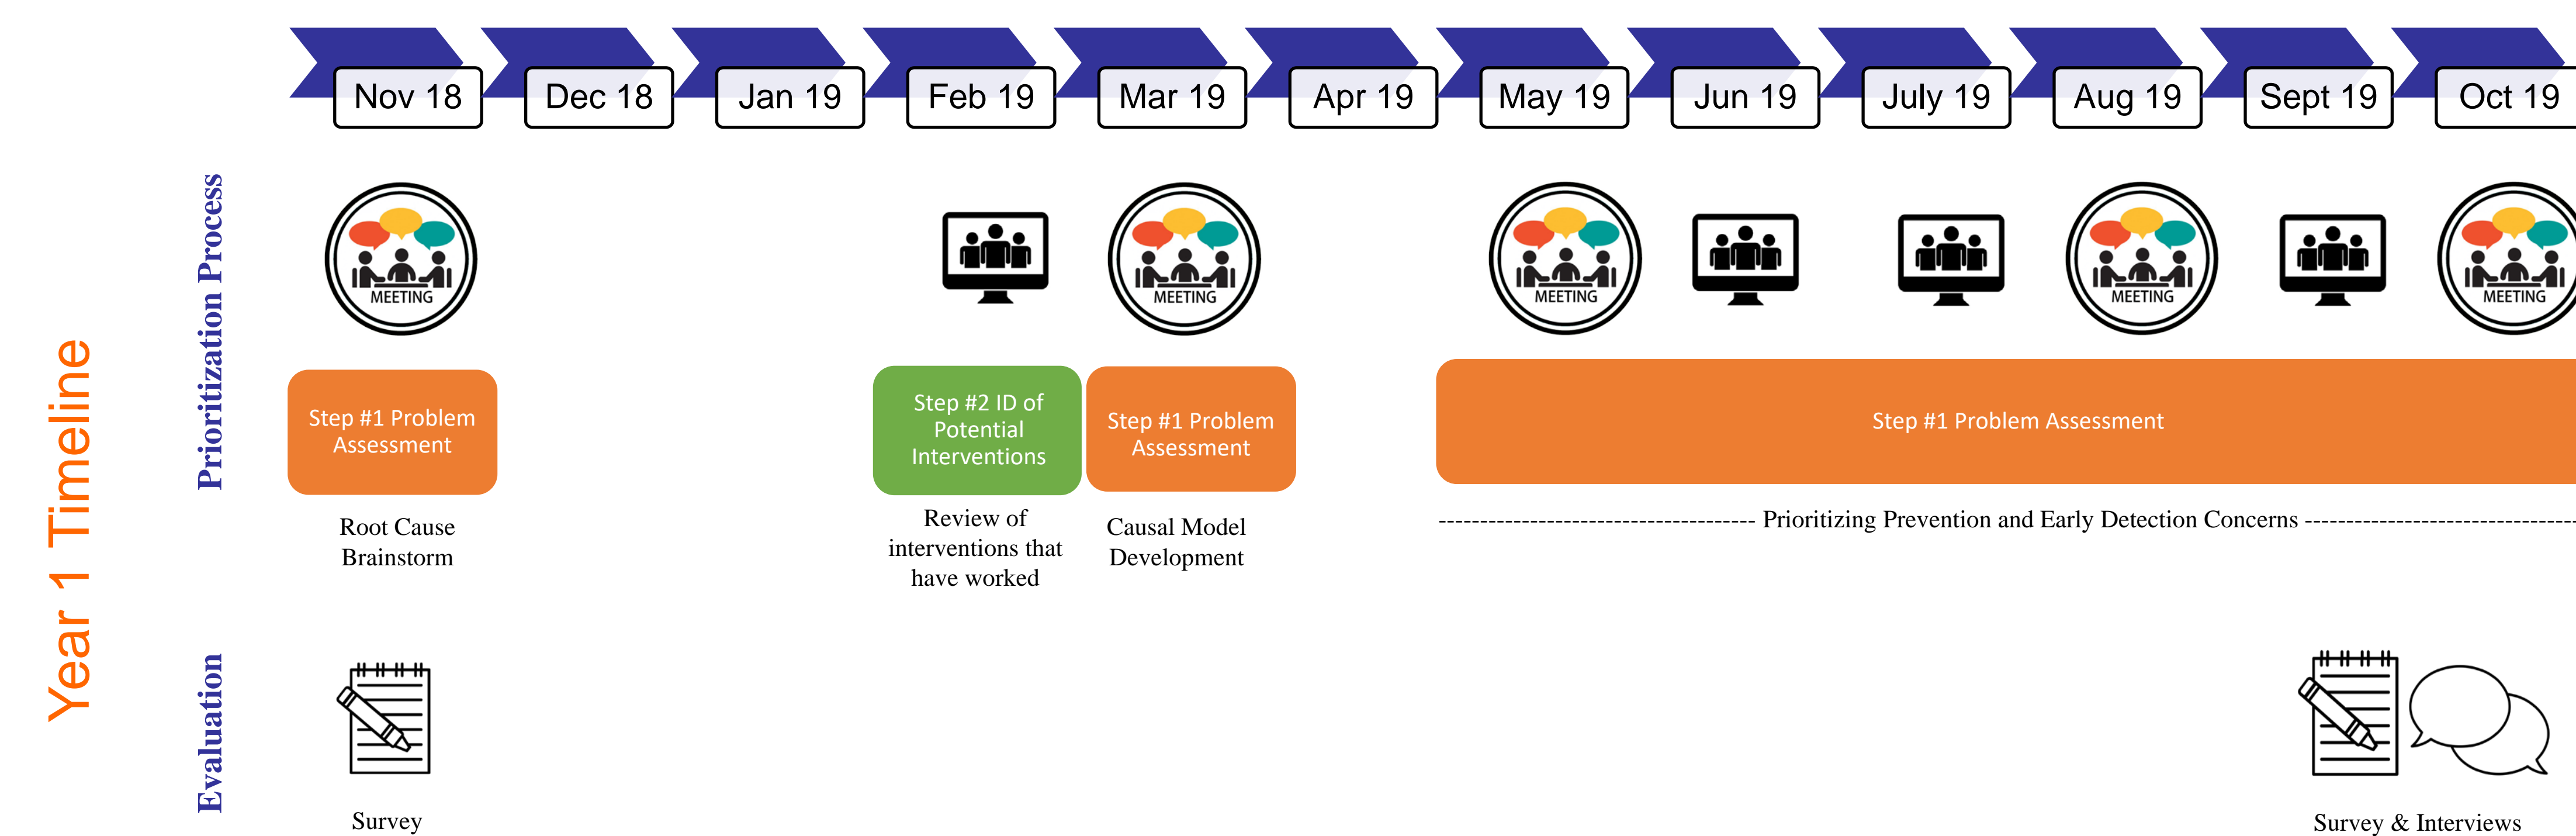 Year 1 Timeline
Nov 18
Dec 18
Jan 19
Feb 19
Mar 19
Apr 19
May 19
Jun 19
July 19
Aug 19
Sept 19
Oct 19
Prioritization Process
MEETING
MEETING
MEETING
MEETING
MEETING
Step #1 Problem
Assessment
Step #2 ID of
Potential
Interventions
Step #1 Problem
Assessment
Step #1 Problem Assessment
Root Cause
Brainstorm
Review of
interventions that
have worked
Causal Model
Development
Prioritizing Prevention and Early Detection Concerns
Evaluation
Survey
Survey & Interviews